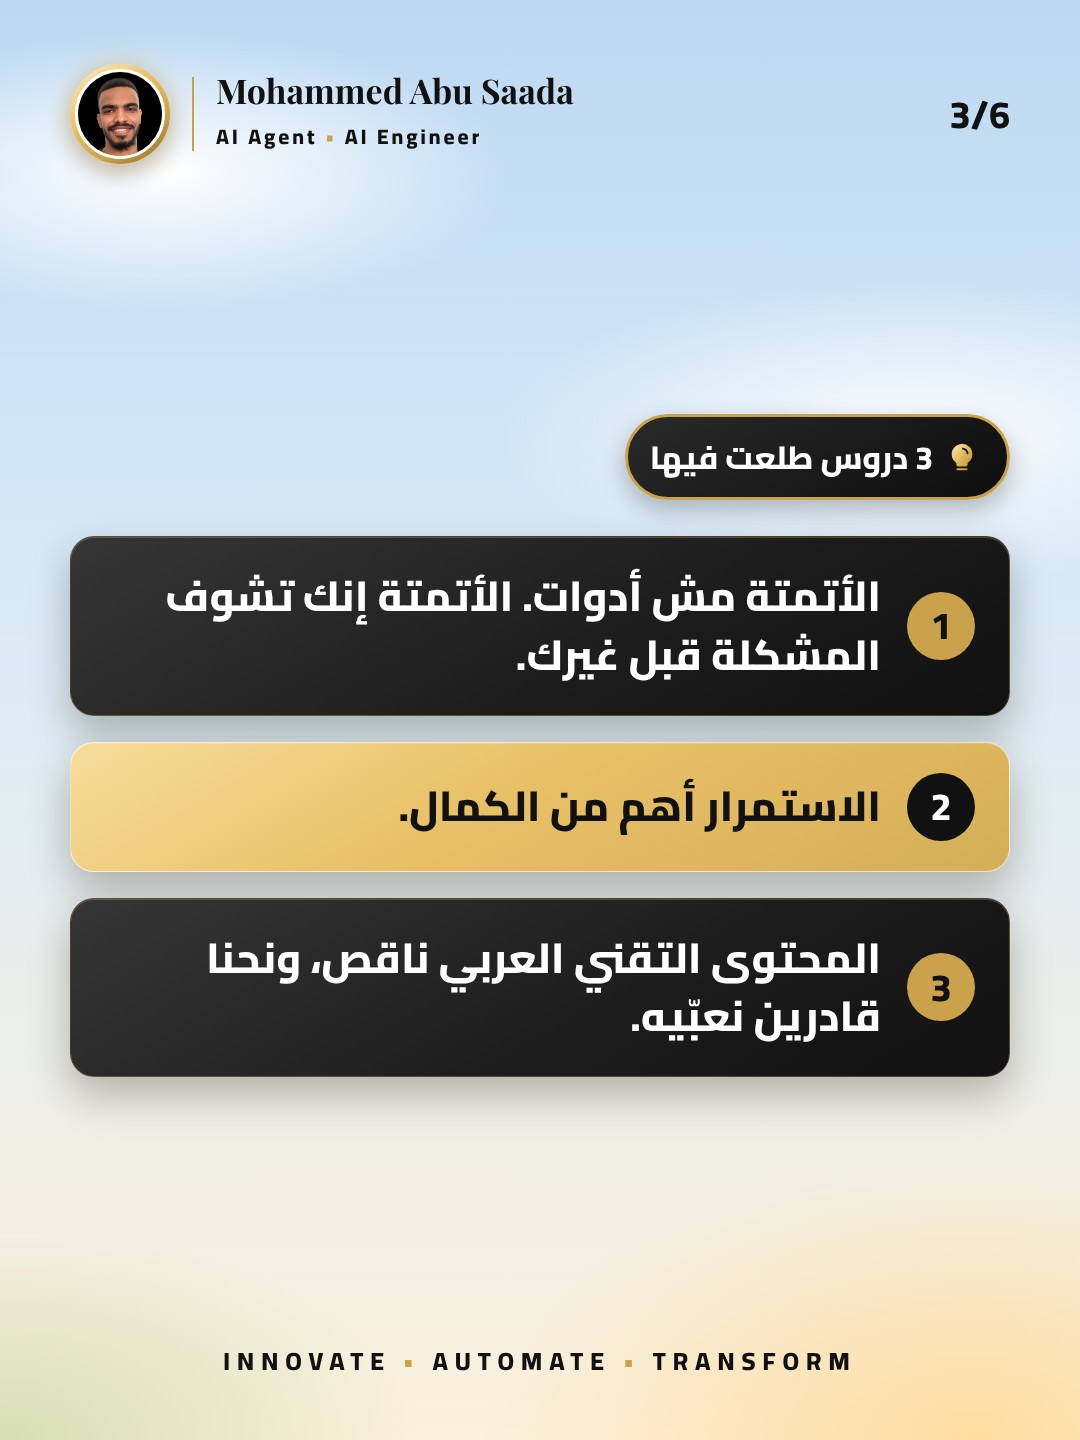 Mohammed Abu Saada
AI Agent ▪ AI Engineer
3/6
3 دروس طلعت فيها
1
الأتمتة مش أدوات. الأتمتة إنك تشوف
المشكلة قبل غيرك.
2
الاستمرار أهم من الكمال.
3
المحتوى التقني العربي ناقص، ونحنا
قادرين نعبّيه.
INNOVATE ▪ AUTOMATE ▪ TRANSFORM